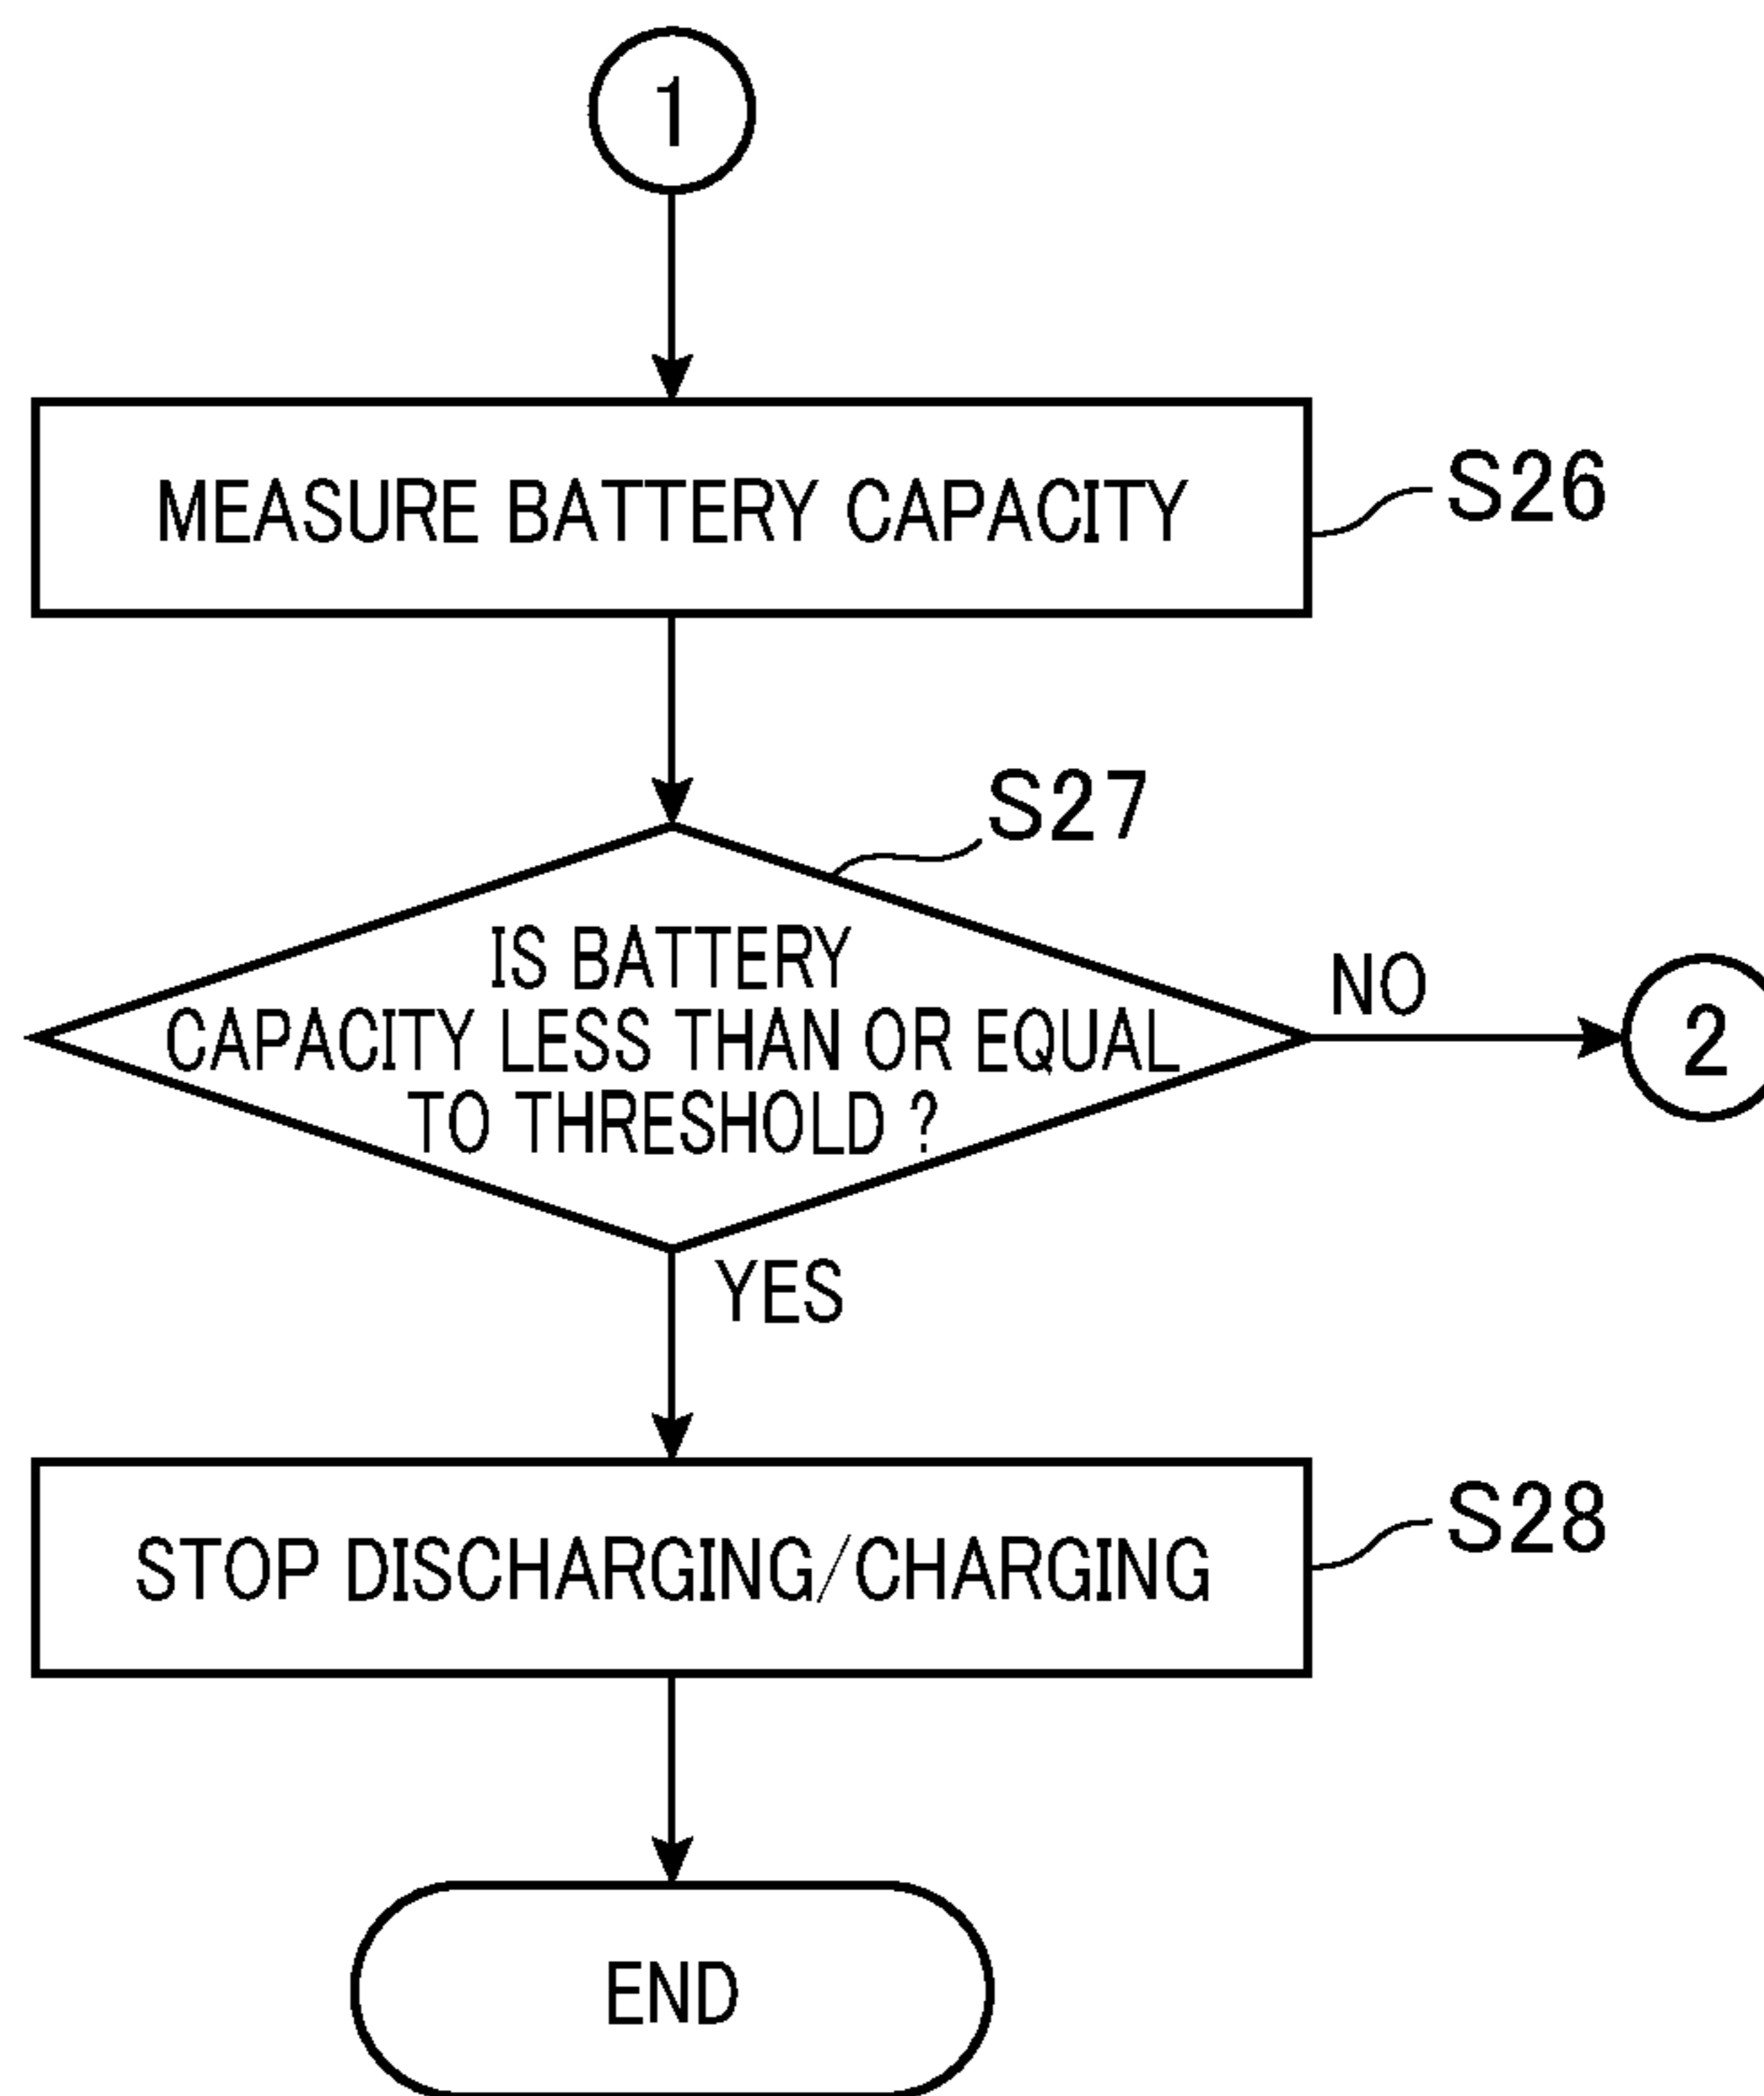 1
MEASURE BATTERY CAPACITY
S26
S27
IS BATTERY
CAPACITY LESS THAN OR EQUAL
TO THRESHOLD ?
NO
2
YES
STOP DISCHARGING/CHARGING
S28
END